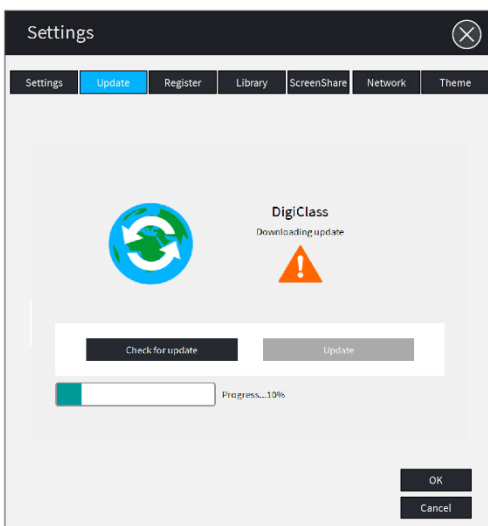 Settings
Settings Update Register Library ScreenShare Network Theme
DigiClass
Downloading update
Check for update Update
Progress...10%
OK
Cancel